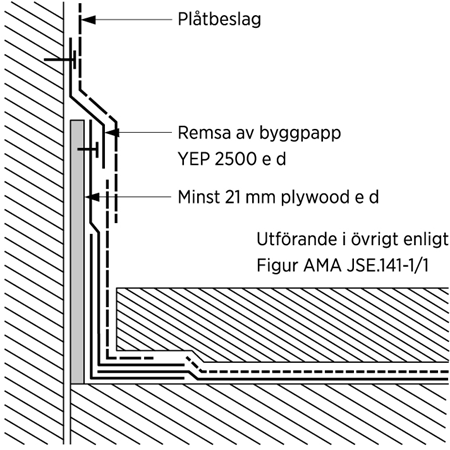 Plåtbeslag
Remsa av byggpapp
YEP 2500 e d
Minst 21 mm plywood e d
Utförande i övrigt enligt
Figur AMA JSE.141-1/1